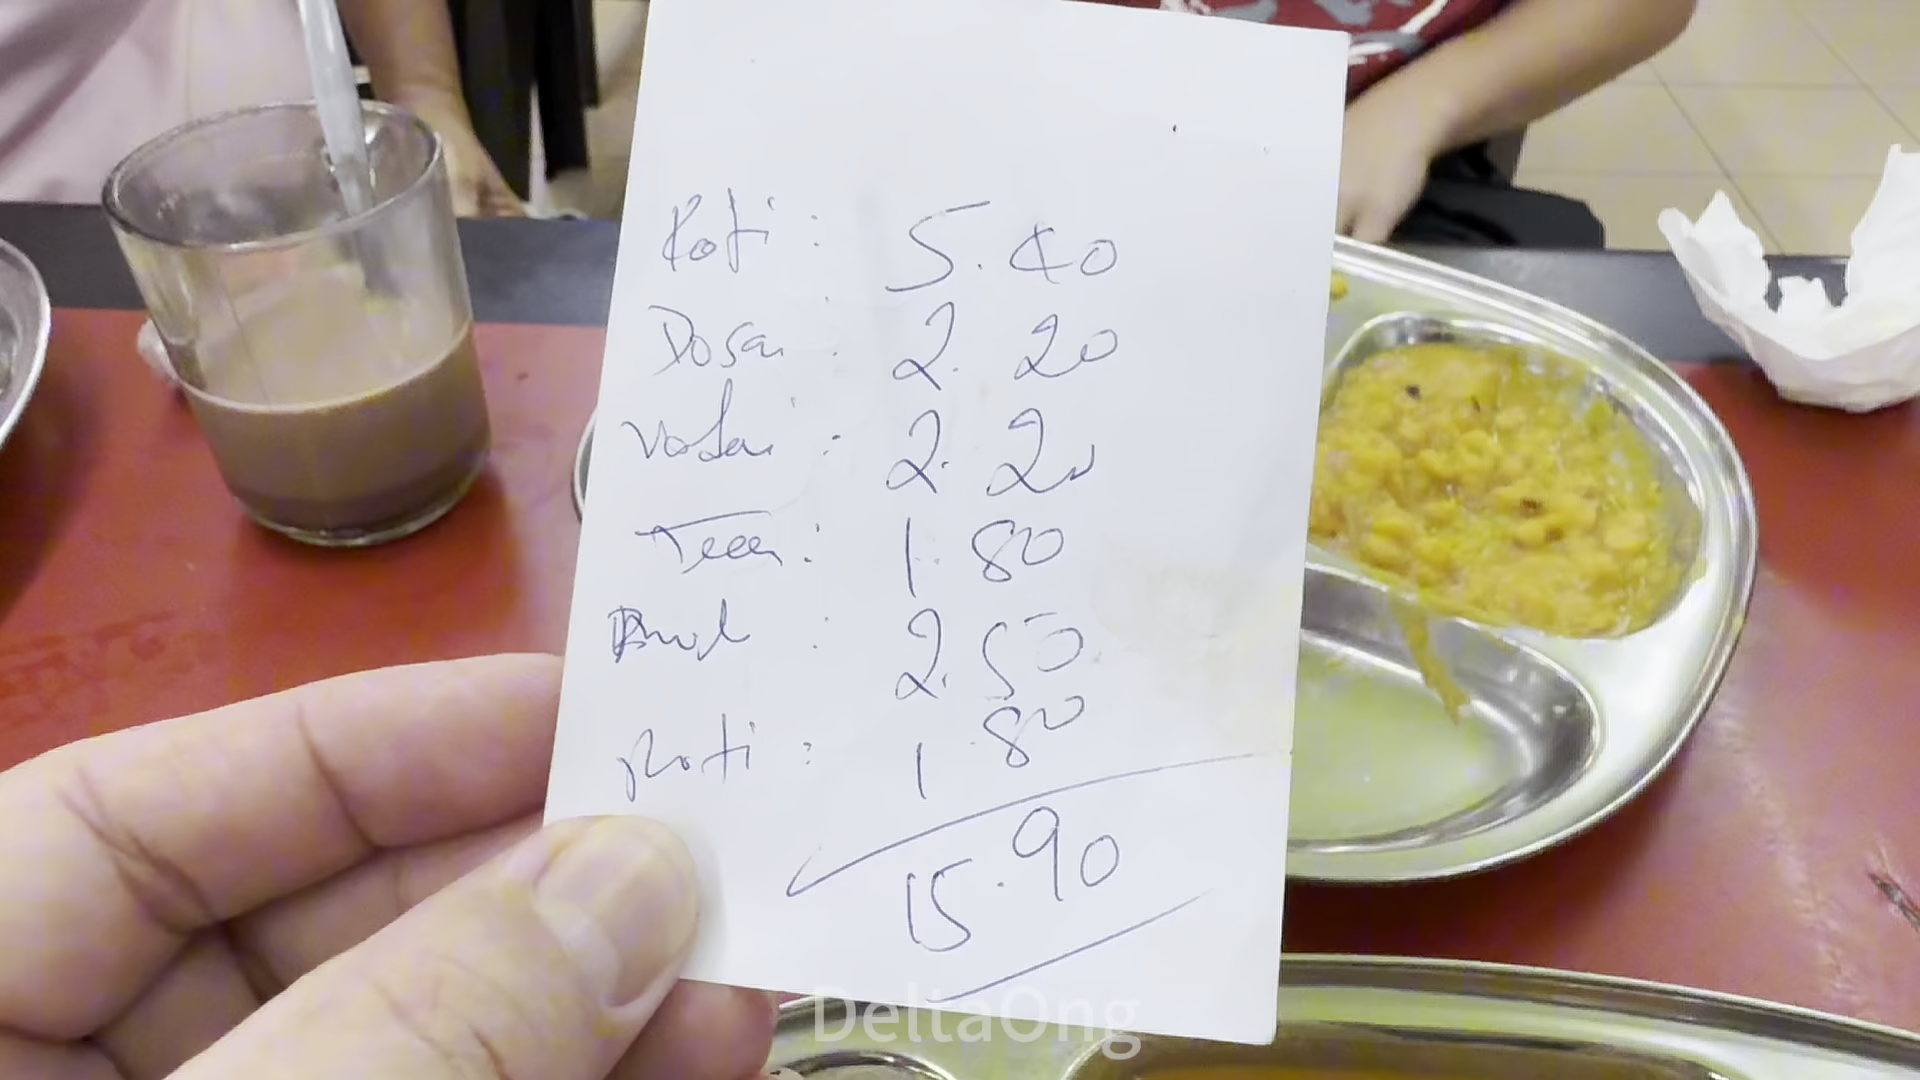 Roti : 5.40
Dosai : 2.20
Vadai : 2.20
Teea : 1.80
: 2.50
Roti : 1.80
15.90
DeltaOng